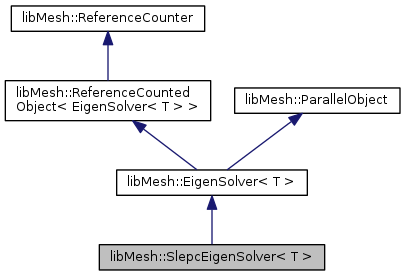 libMesh::ReferenceCounter
libMesh::ReferenceCounted
Object< EigenSolver< T > >
libMesh::ParallelObject
libMesh::EigenSolver< T >
libMesh::SlepcEigenSolver< T >